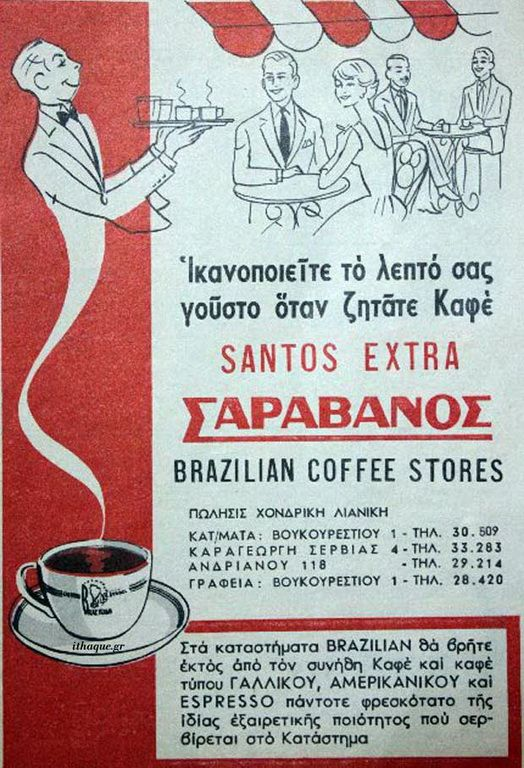 Ἱκανοποιεῖτε τὸ λεπτό σας
γοῦστο ὅταν ζητᾶτε Καφὲ
SANTOS EXTRA
ΣΑΡΑΒΑΝΟΣ
BRAZILIAN COFFEE STORES
ΠΩΛΗΣΙΣ ΧΟΝΔΡΙΚΗ ΛΙΑΝΙΚΗ
ΚΑΤ/ΜΑΤΑ: ΒΟΥΚΟΥΡΕΣΤΙΟΥ 1 - ΤΗΛ. 30.509
ΚΑΡΑΓΕΩΡΓΗ ΣΕΡΒΙΑΣ 4 - ΤΗΛ. 33.283
ΑΝΔΡΙΑΝΟΥ 118 - ΤΗΛ. 29.214
ΓΡΑΦΕΙΑ: ΒΟΥΚΟΥΡΕΣΤΙΟΥ 1 - ΤΗΛ. 28.420
ithaque.gr
Στά καταστήματα BRAZILIAN θὰ βρῆτε
ἐκτὸς ἀπὸ τὸν συνήθη Καφὲ καὶ καφὲ
τύπου ΓΑΛΛΙΚΟΥ, ΑΜΕΡΙΚΑΝΙΚΟΥ καὶ
ESPRESSO πάντοτε φρεσκότατο τῆς
ἰδίας ἐξαιρετικῆς ποιότητος ποὺ σερ-
βίρεται στὸ Κατάστημα